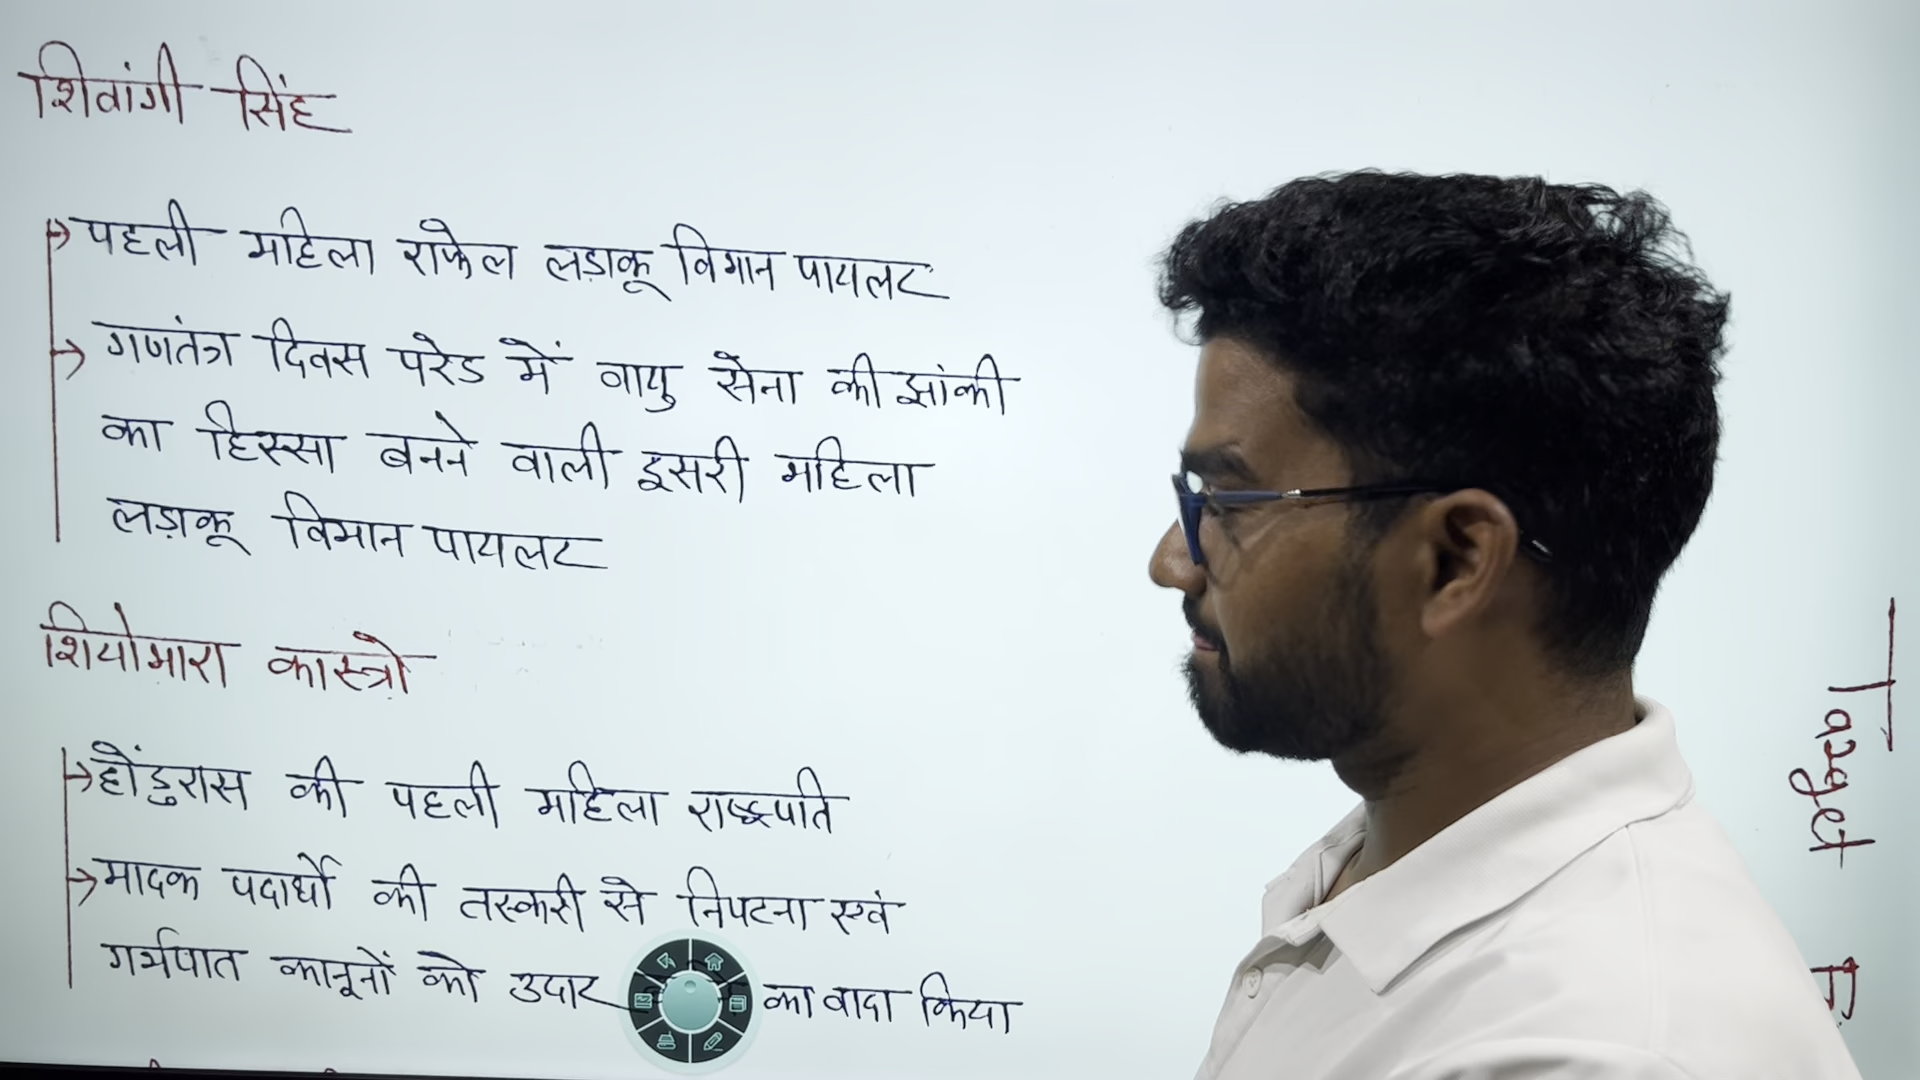 शिवांगी सिंह
पहली महिला राफेल लड़ाकू विमान पायलट
गणतंत्र दिवस परेड में वायु सेना की झांकी
का हिस्सा बनने वाली दूसरी महिला
लड़ाकू विमान पायलट
शियोमारा कास्त्रो
होंडुरास की पहली महिला राष्ट्रपति
मादक पदार्थों की तस्करी से निपटना एवं
गर्भपात कानूनों को उदार का वादा किया
Target